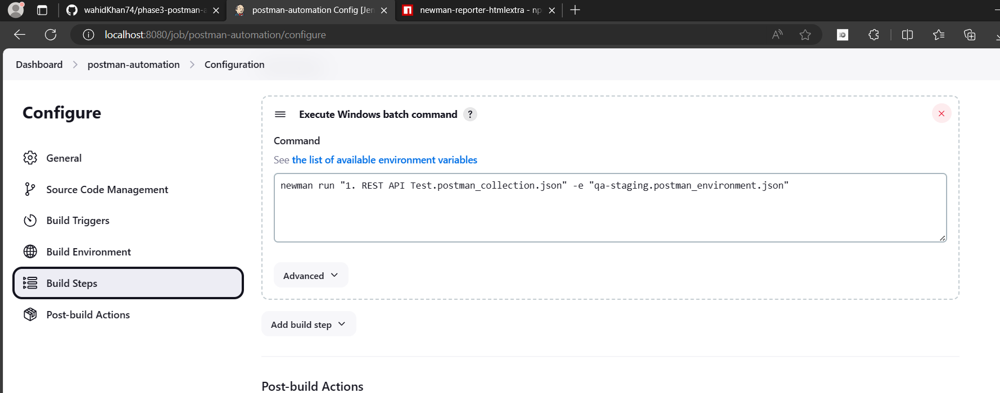 wahidKhan74/phase3-postman-a
postman-automation Config [Jen
newman-reporter-htmlextra - np
localhost:8080/job/postman-automation/configure
Dashboard > postman-automation > Configuration
Configure
General
Source Code Management
Build Triggers
Build Environment
Build Steps
Post-build Actions
Execute Windows batch command ?
Command
See the list of available environment variables
newman run "1. REST API Test.postman_collection.json" -e "qa-staging.postman_environment.json"
Advanced
Add build step
Post-build Actions